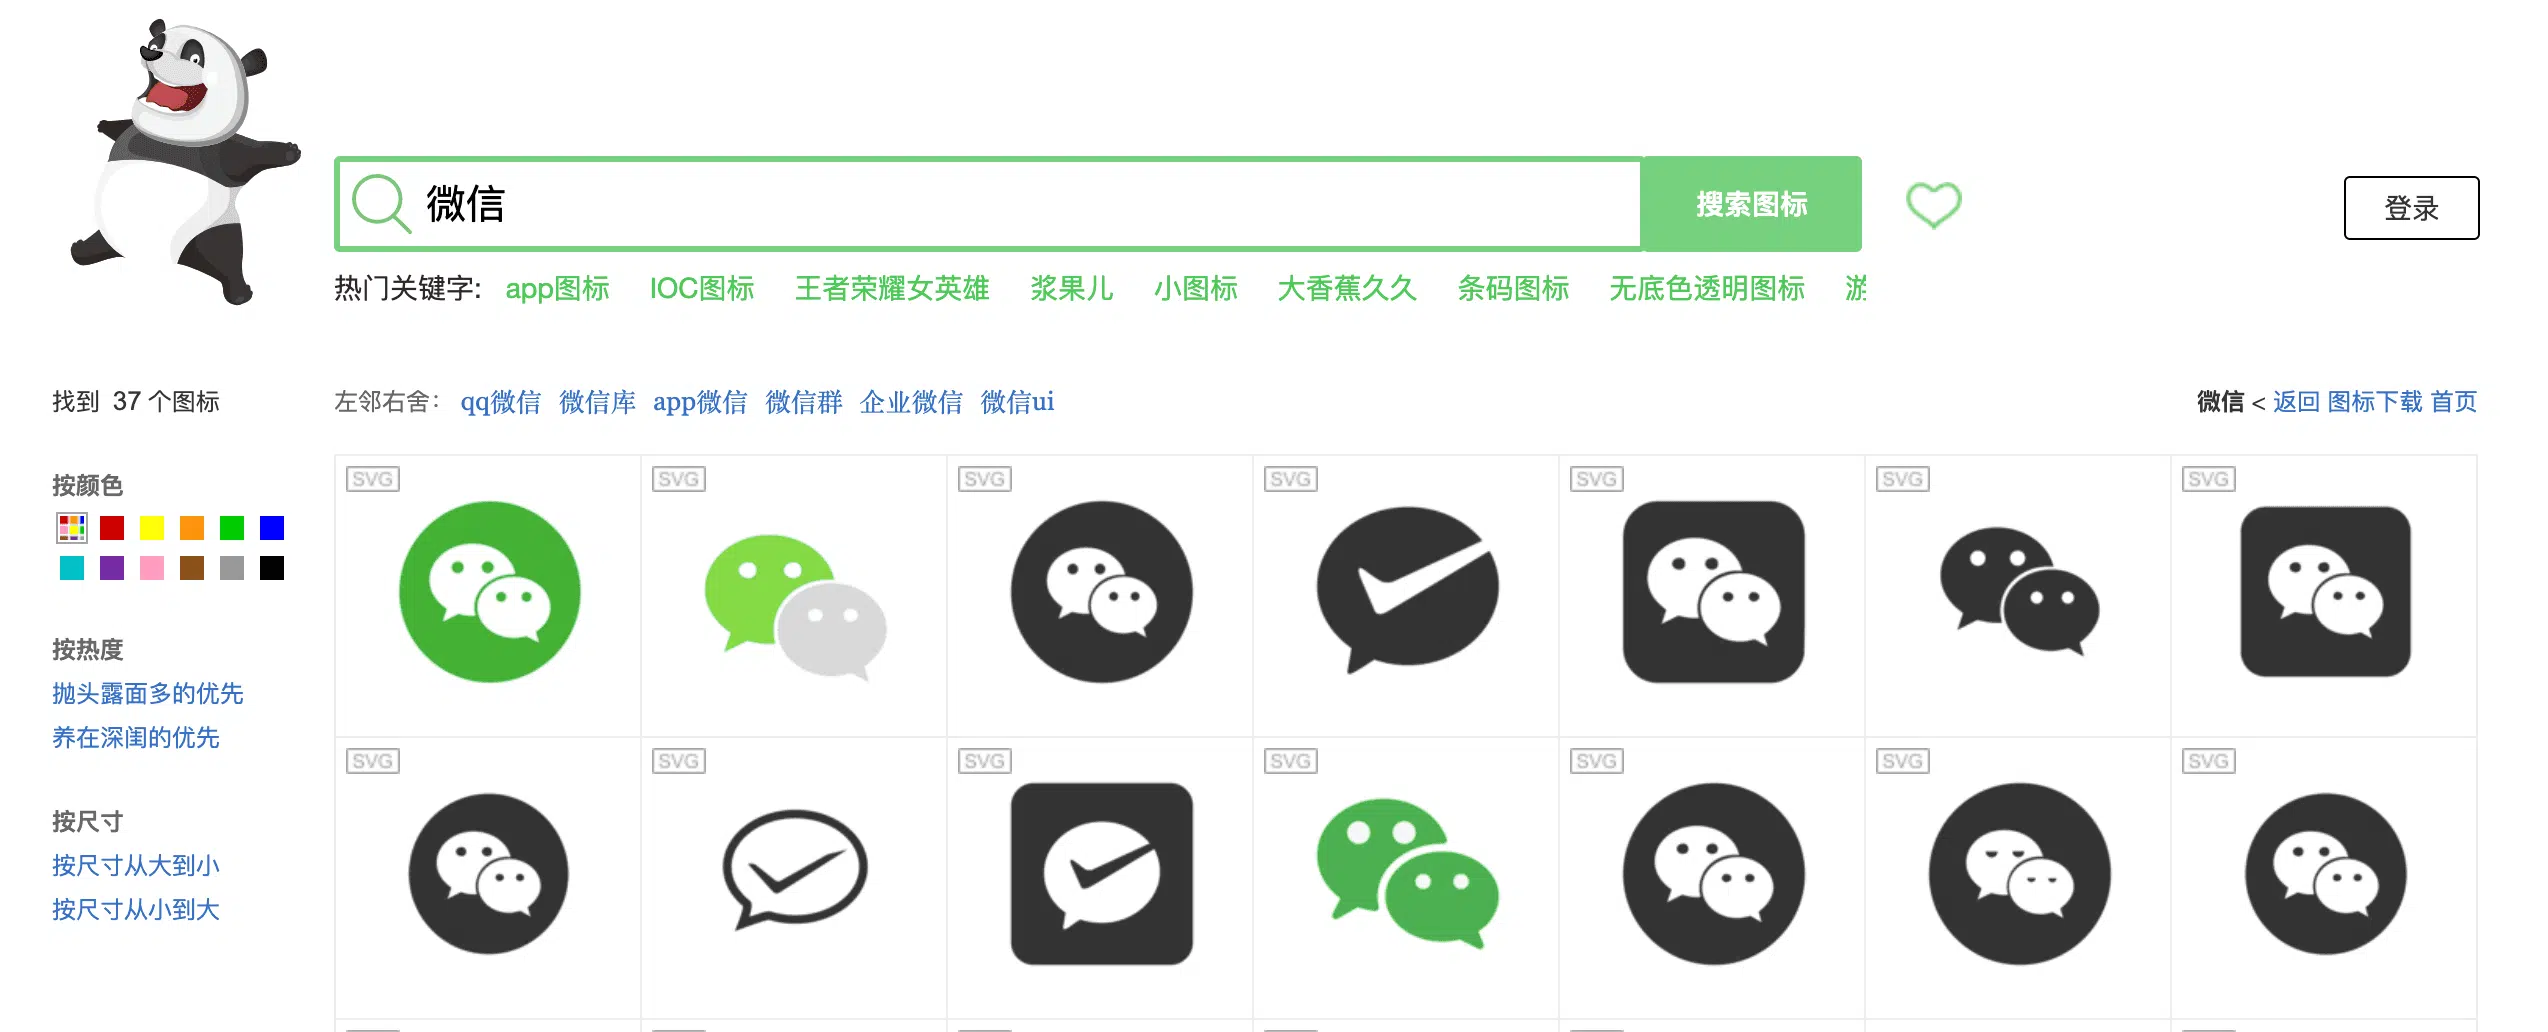 微信
搜索图标
登录
热门关键字: app图标 IOC图标 王者荣耀女英雄 浆果儿 小图标 大香蕉久久 条码图标 无底色透明图标 游
找到 37 个图标
左邻右舍: qq微信 微信库 app微信 微信群 企业微信 微信ui
微信 < 返回 图标下载 首页
按颜色
按热度
抛头露面多的优先
养在深闺的优先
按尺寸
按尺寸从大到小
按尺寸从小到大
SVG SVG SVG SVG SVG SVG SVG
SVG SVG SVG SVG SVG SVG SVG